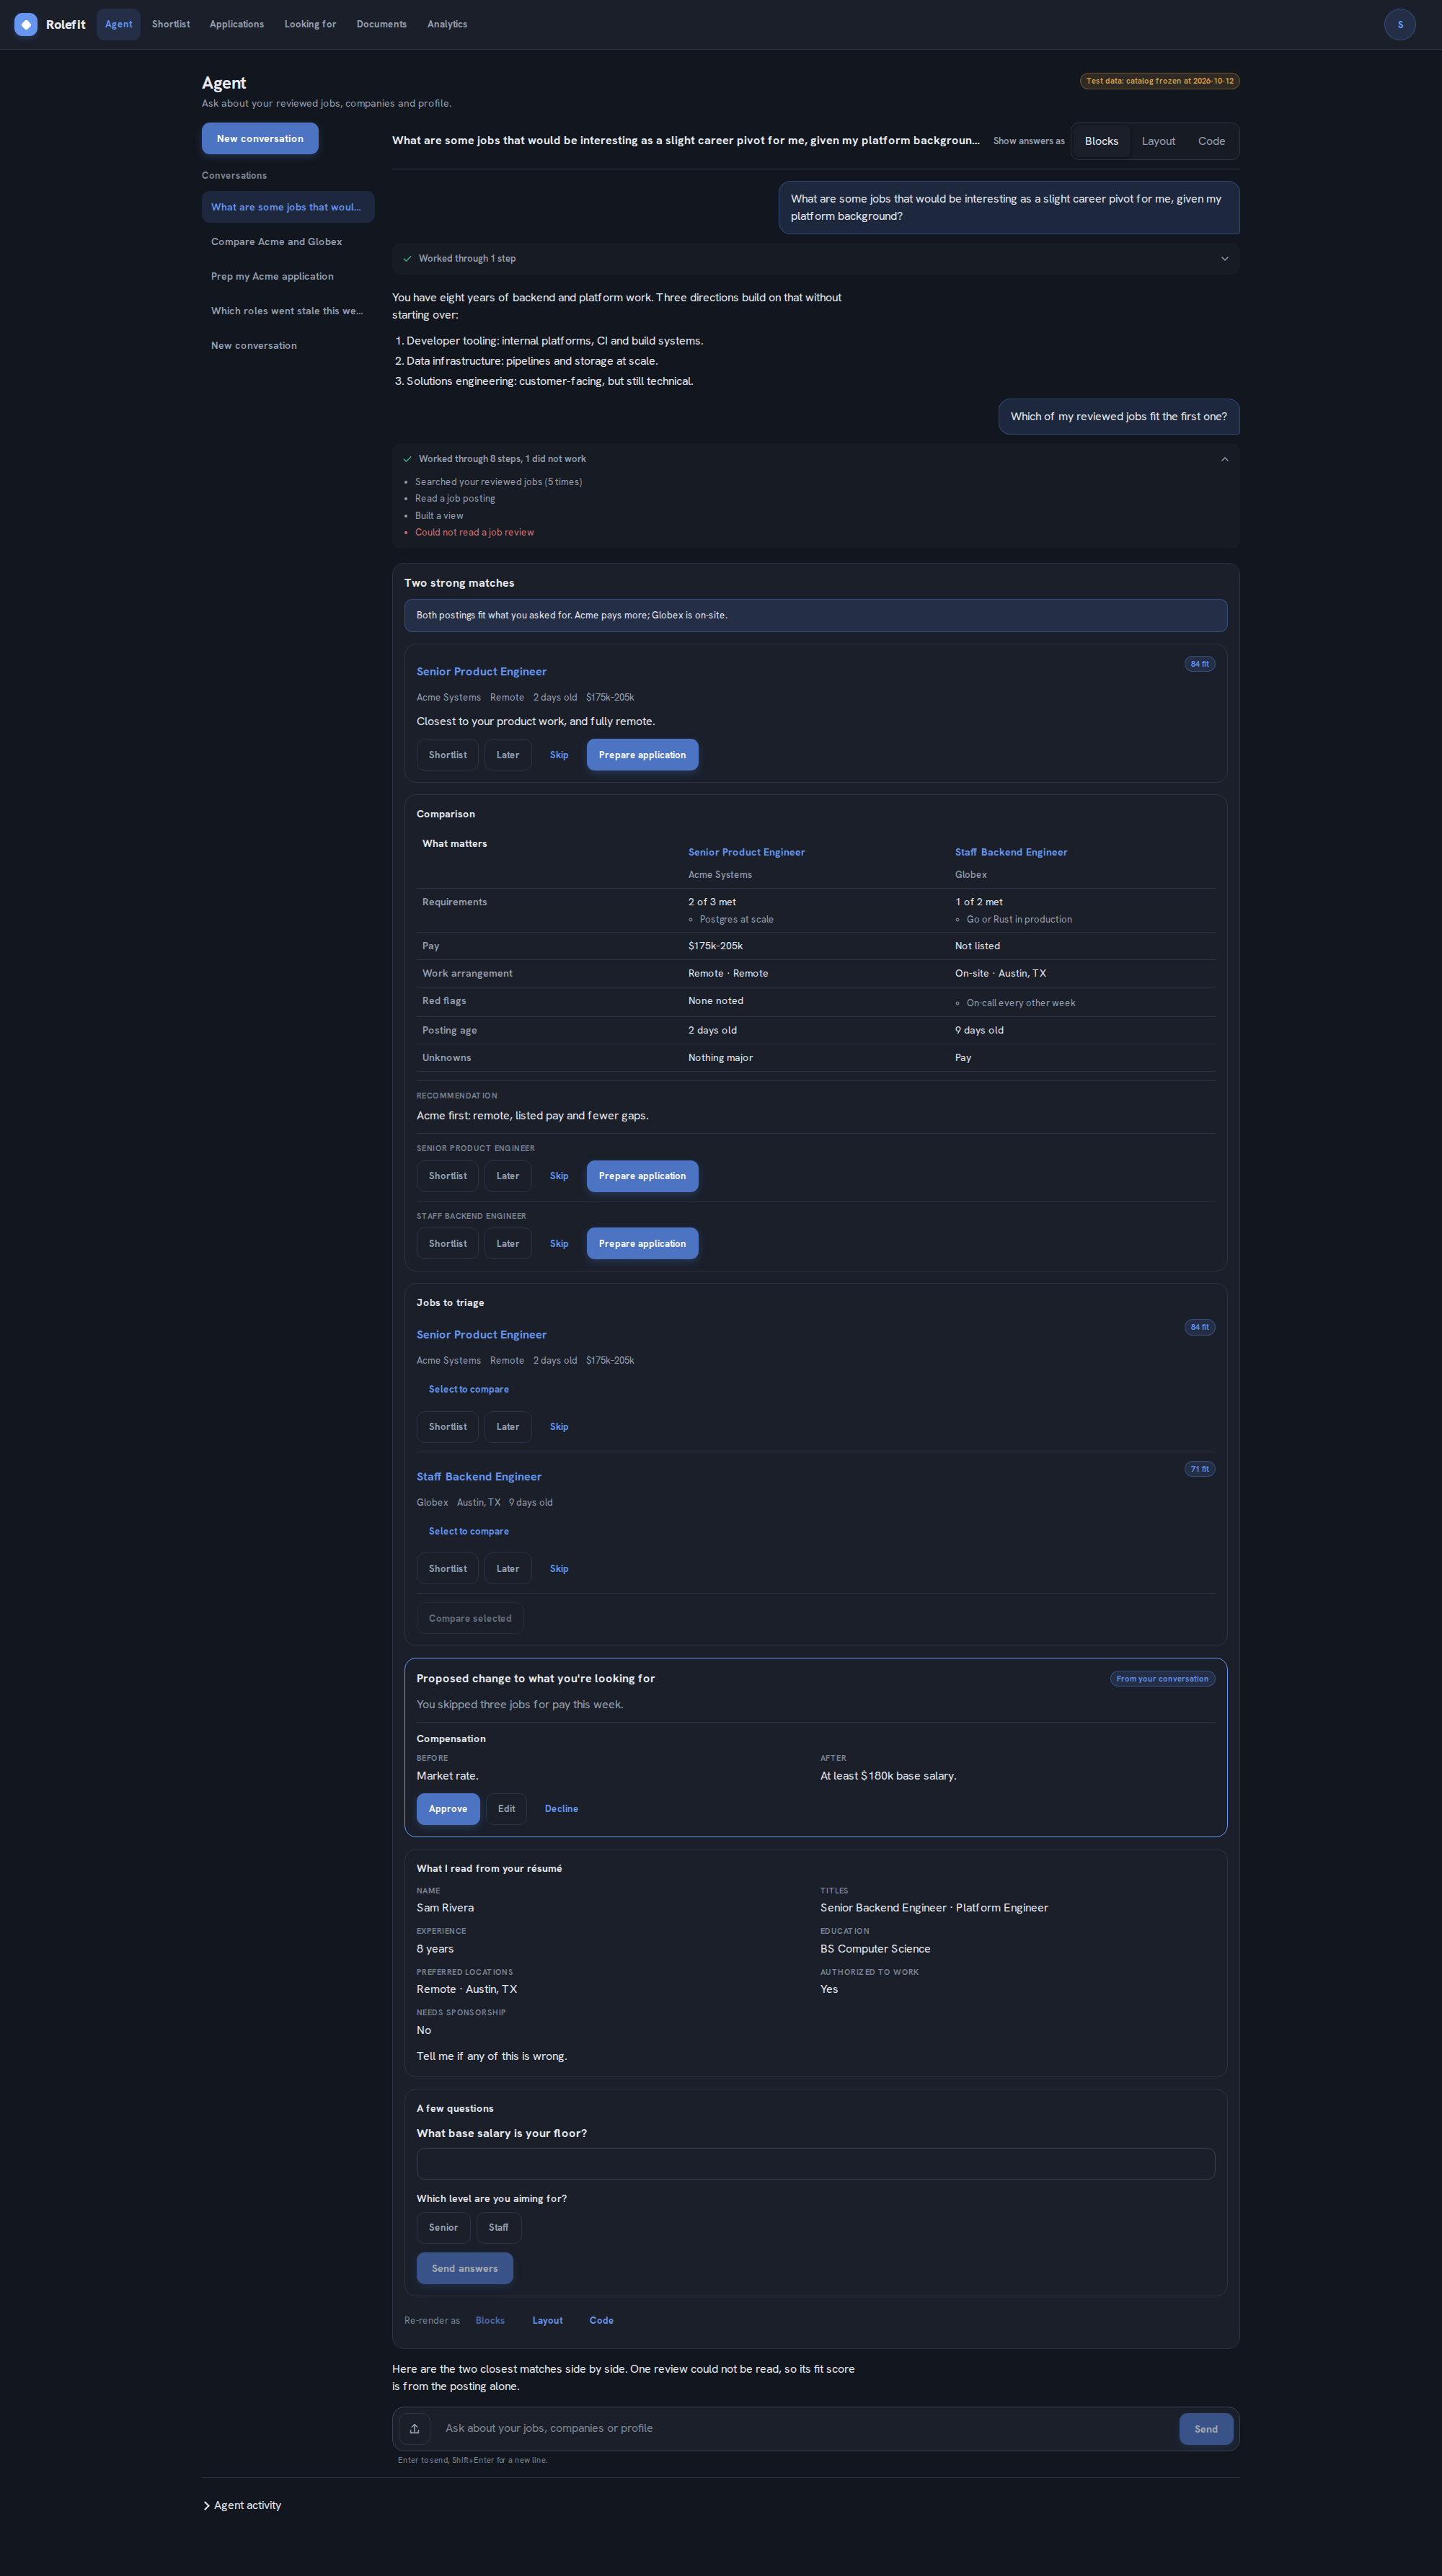 Rolefit
Agent
Shortlist
Applications
Looking for
Documents
Analytics
S
Agent
Ask about your reviewed jobs, companies and profile.
Test data: catalog frozen at 2026-10-12
New conversation
Conversations
What are some jobs that woul...
Compare Acme and Globex
Prep my Acme application
Which roles went stale this we...
New conversation
What are some jobs that would be interesting as a slight career pivot for me, given my platform backgroun...
Show answers as
Blocks
Layout
Code
What are some jobs that would be interesting as a slight career pivot for me, given my
platform background?
Worked through 1 step
You have eight years of backend and platform work. Three directions build on that without
starting over:
1. Developer tooling: internal platforms, CI and build systems.
2. Data infrastructure: pipelines and storage at scale.
3. Solutions engineering: customer-facing, but still technical.
Which of my reviewed jobs fit the first one?
Worked through 8 steps, 1 did not work
• Searched your reviewed jobs (5 times)
• Read a job posting
• Built a view
• Could not read a job review
Two strong matches
Both postings fit what you asked for. Acme pays more; Globex is on-site.
Senior Product Engineer
84 fit
Acme Systems Remote 2 days old $175k–205k
Closest to your product work, and fully remote.
Shortlist
Later
Skip
Prepare application
Comparison
What matters
Senior Product Engineer
Staff Backend Engineer
Acme Systems
Globex
Requirements
2 of 3 met
1 of 2 met
Postgres at scale
Go or Rust in production
Pay
$175k–205k
Not listed
Work arrangement
Remote · Remote
On-site · Austin, TX
Red flags
None noted
On-call every other week
Posting age
2 days old
9 days old
Unknowns
Nothing major
Pay
RECOMMENDATION
Acme first: remote, listed pay and fewer gaps.
SENIOR PRODUCT ENGINEER
Shortlist
Later
Skip
Prepare application
STAFF BACKEND ENGINEER
Shortlist
Later
Skip
Prepare application
Jobs to triage
Senior Product Engineer
84 fit
Acme Systems Remote 2 days old $175k–205k
Select to compare
Shortlist
Later
Skip
Staff Backend Engineer
71 fit
Globex Austin, TX 9 days old
Select to compare
Shortlist
Later
Skip
Compare selected
Proposed change to what you're looking for
From your conversation
You skipped three jobs for pay this week.
Compensation
BEFORE
AFTER
Market rate.
At least $180k base salary.
Approve
Edit
Decline
What I read from your résumé
NAME
TITLES
Sam Rivera
Senior Backend Engineer · Platform Engineer
EXPERIENCE
EDUCATION
8 years
BS Computer Science
PREFERRED LOCATIONS
AUTHORIZED TO WORK
Remote · Austin, TX
Yes
NEEDS SPONSORSHIP
No
Tell me if any of this is wrong.
A few questions
What base salary is your floor?
Which level are you aiming for?
Senior
Staff
Send answers
Re-render as
Blocks
Layout
Code
Here are the two closest matches side by side. One review could not be read, so its fit score
is from the posting alone.
Ask about your jobs, companies or profile
Send
Enter to send, Shift+Enter for a new line.
Agent activity